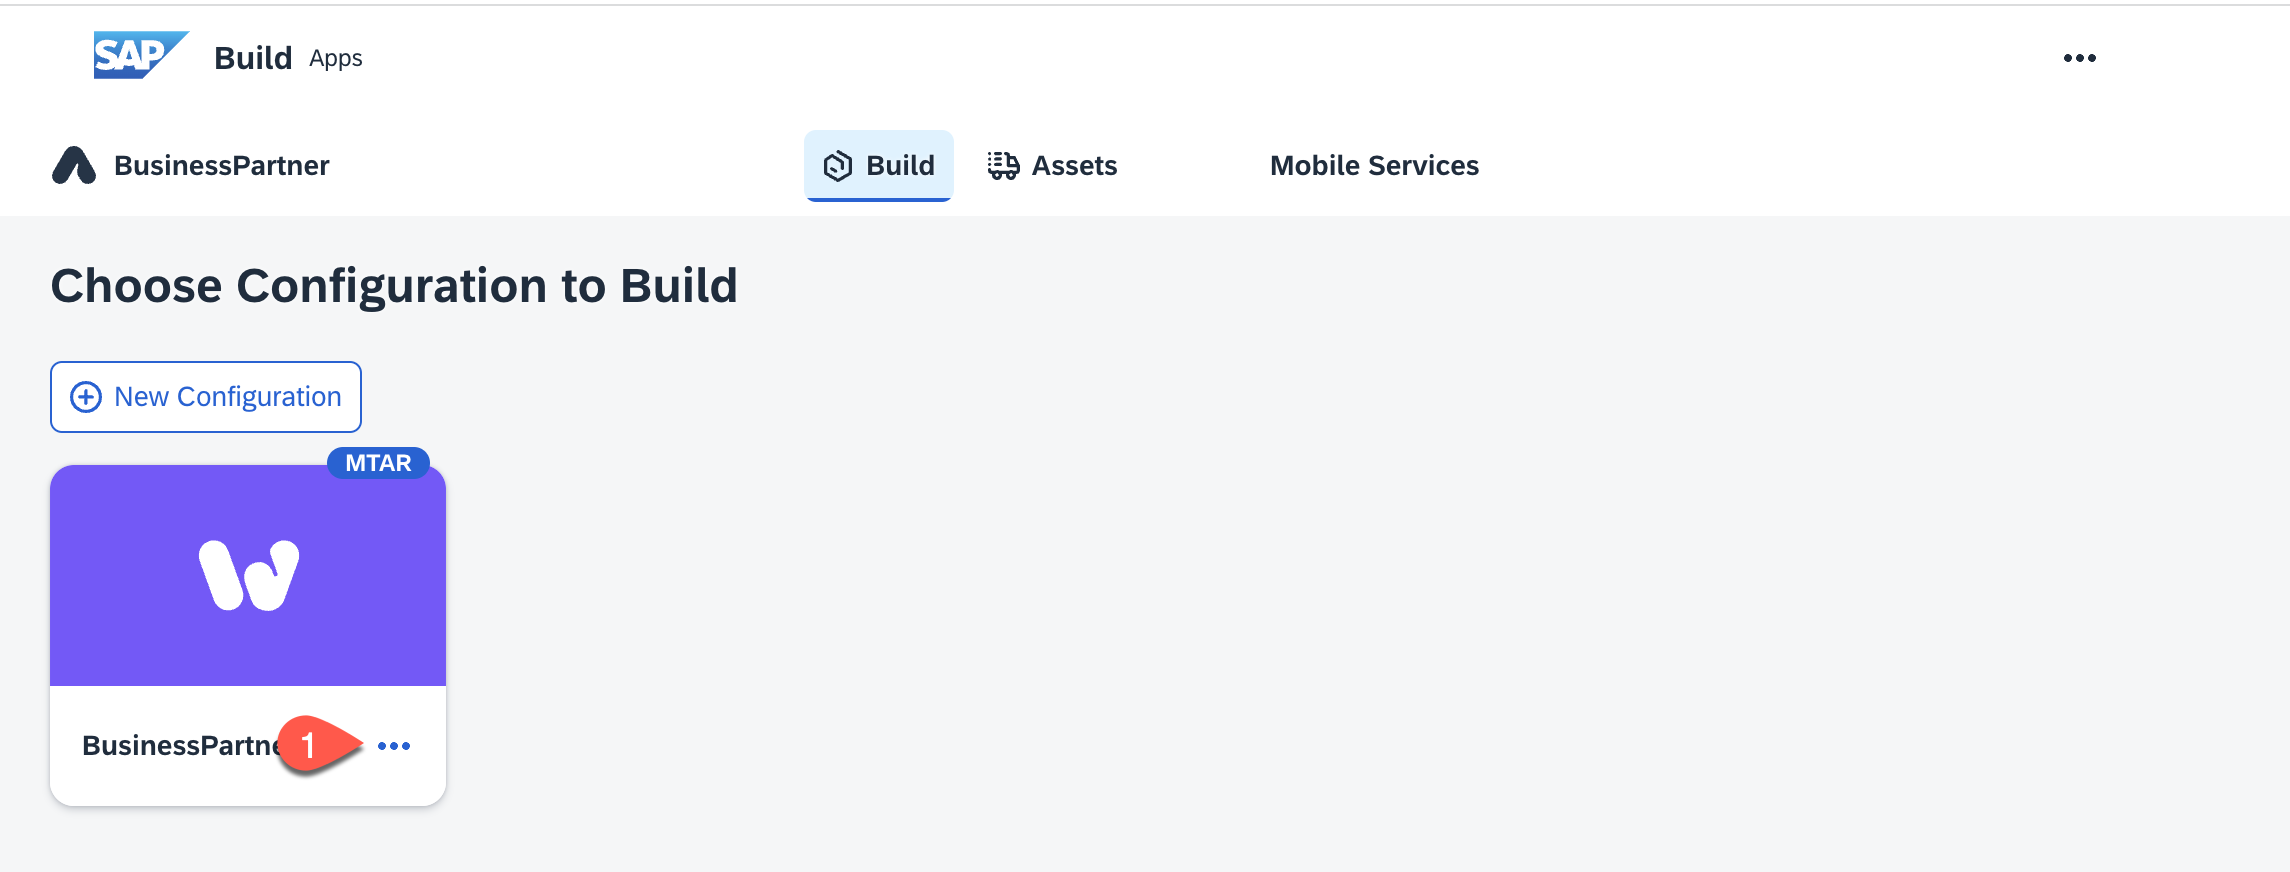 SAP Build Apps
BusinessPartner Build Assets Mobile Services
Choose Configuration to Build
New Configuration
MTAR
BusinessPartne 1